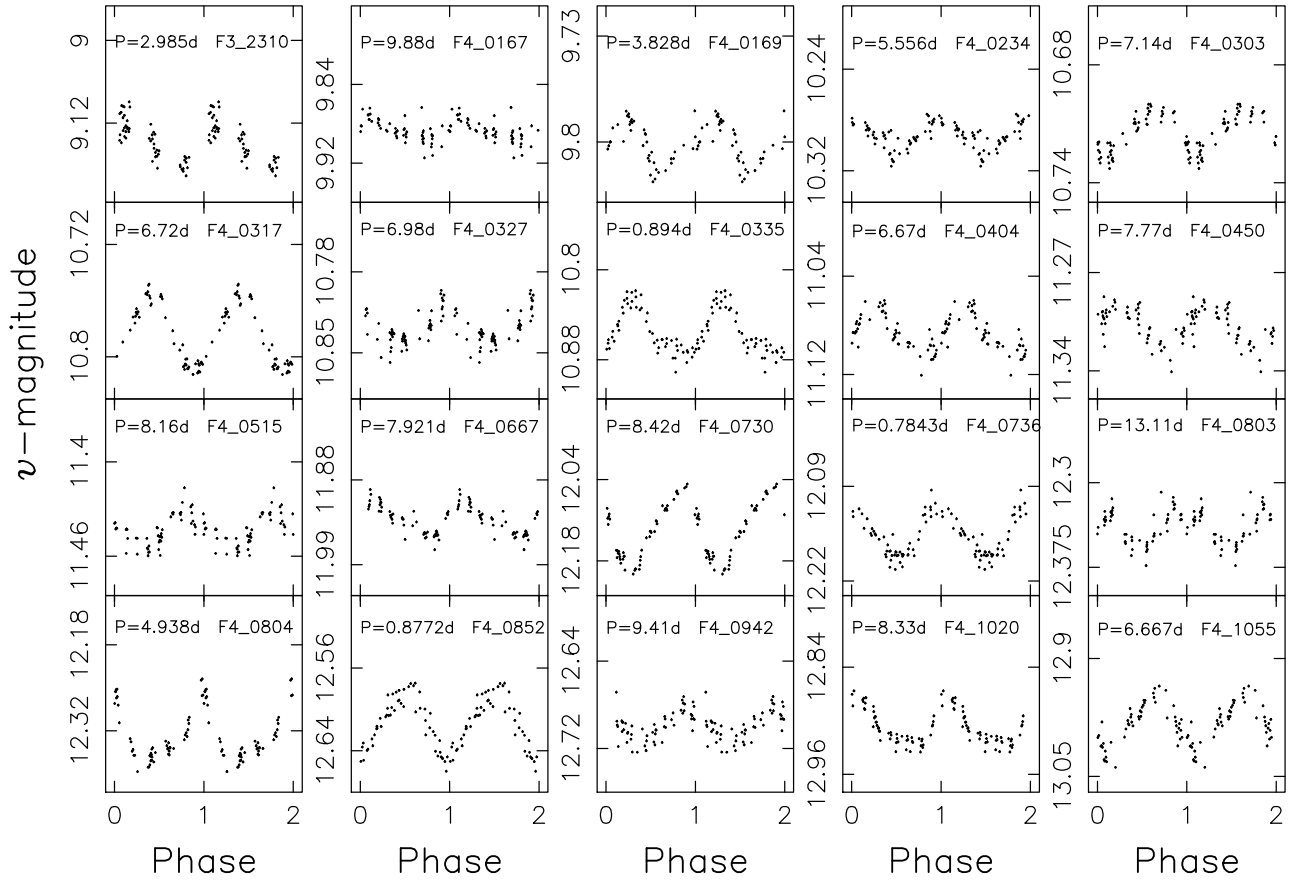 v-magnitude
9
9.12
P=2.985d F3_2310
9.84
9.92
P=9.88d F4_0167
9.73
9.8
P=3.828d F4_0169
10.24
10.32
P=5.556d F4_0234
10.68
10.74
P=7.14d F4_0303
10.72
10.8
P=6.72d F4_0317
10.78
10.85
P=6.98d F4_0327
10.8
10.88
P=0.894d F4_0335
11.04
11.12
P=6.67d F4_0404
11.27
11.34
P=7.77d F4_0450
11.4
11.46
P=8.16d F4_0515
11.88
11.99
P=7.921d F4_0667
12.04
12.18
P=8.42d F4_0730
12.09
12.22
P=0.7843d F4_0736
12.3
12.375
P=13.11d F4_0803
12.18
12.32
P=4.938d F4_0804
12.56
12.64
P=0.8772d F4_0852
12.64
12.72
P=9.41d F4_0942
12.84
12.96
P=8.33d F4_1020
12.9
13.05
P=6.667d F4_1055
0 1 2
0 1 2
0 1 2
0 1 2
0 1 2
Phase
Phase
Phase
Phase
Phase